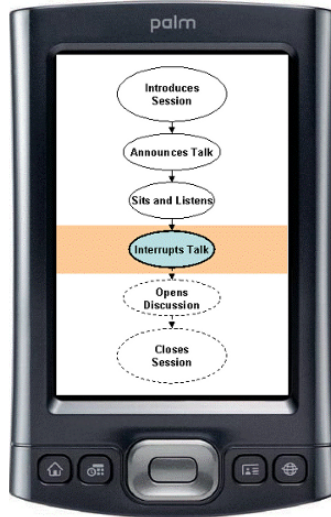 palm
Introduces
Session
Announces Talk
Sits and Listens
Interrupts Talk
Opens
Discussion
Closes
Session